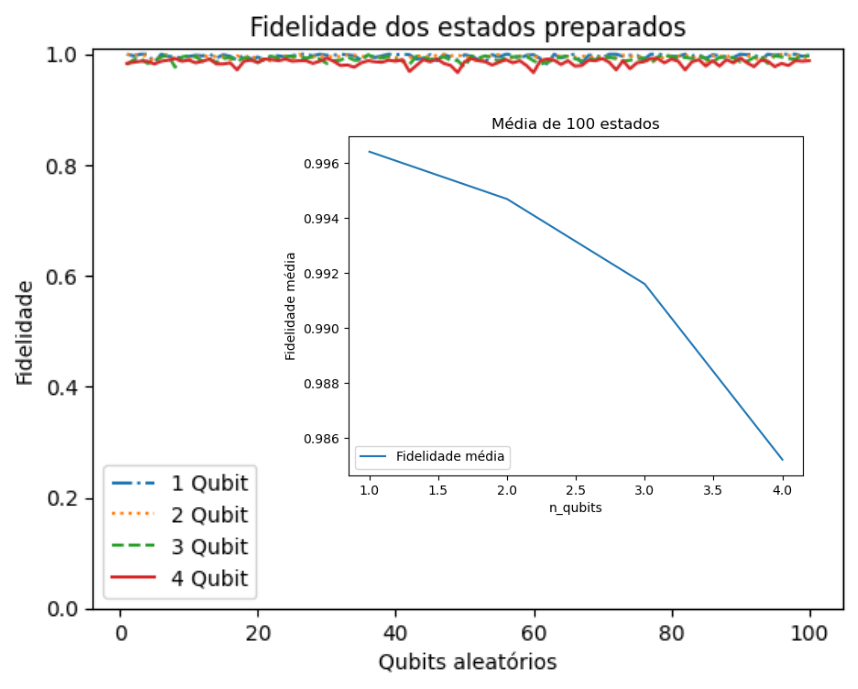 Fidelidade dos estados preparados
1.0
0.8
0.6
0.4
0.2
0.0
Fidelidade
0
20
40
60
80
100
Qubits aleatórios
1 Qubit
2 Qubit
3 Qubit
4 Qubit
Média de 100 estados
0.996
0.994
0.992
0.990
0.988
0.986
Fidelidade média
Fidelidade média
1.0
1.5
2.0
2.5
3.0
3.5
4.0
n_qubits